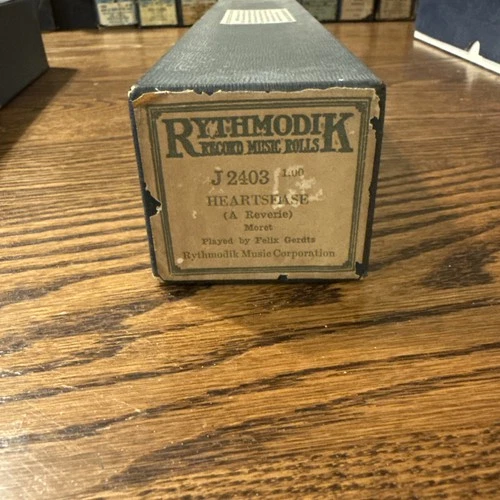 RYTHMODIK
RECORD MUSIC ROLLS
J 2403 1.00
HEARTSEASE
(A Reverie)
Moret
Played by Felix Gerdts
Rythmodik Music Corporation